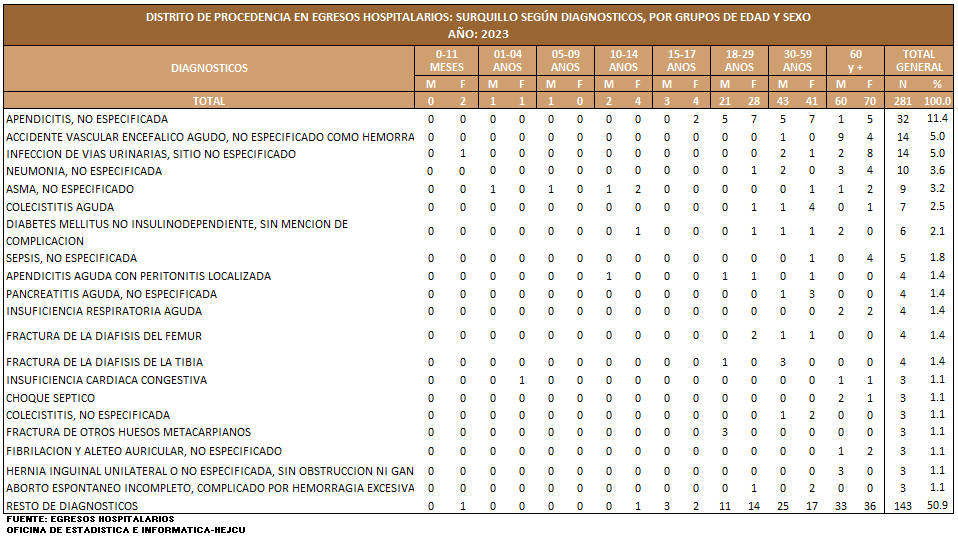 DISTRITO DE PROCEDENCIA EN EGRESOS HOSPITALARIOS: SURQUILLO SEGÚN DIAGNOSTICOS, POR GRUPOS DE EDAD Y SEXO
AÑO: 2023
DIAGNOSTICOS 0-11 MESES 01-04 ANOS 05-09 ANOS 10-14 ANOS 15-17 ANOS 18-29 ANOS 30-59 ANOS 60 y + TOTAL GENERAL
M F M F M F M F M F M F M F M F N %
TOTAL 0 2 1 1 1 0 2 4 3 4 21 28 43 41 60 70 281 100.0
APENDICITIS, NO ESPECIFICADA 0 0 0 0 0 0 0 0 0 2 5 7 5 7 1 5 32 11.4
ACCIDENTE VASCULAR ENCEFALICO AGUDO, NO ESPECIFICADO COMO HEMORRA 0 0 0 0 0 0 0 0 0 0 0 0 1 0 9 4 14 5.0
INFECCION DE VIAS URINARIAS, SITIO NO ESPECIFICADO 0 1 0 0 0 0 0 0 0 0 0 0 2 1 2 8 14 5.0
NEUMONIA, NO ESPECIFICADA 0 0 0 0 0 0 0 0 0 0 0 1 2 0 3 4 10 3.6
ASMA, NO ESPECIFICADO 0 0 1 0 1 0 1 2 0 0 0 0 0 1 1 2 9 3.2
COLECISTITIS AGUDA 0 0 0 0 0 0 0 0 0 0 0 1 1 4 0 1 7 2.5
DIABETES MELLITUS NO INSULINODEPENDIENTE, SIN MENCION DE
COMPLICACION 0 0 0 0 0 0 0 1 0 0 0 1 1 1 2 0 6 2.1
SEPSIS, NO ESPECIFICADA 0 0 0 0 0 0 0 0 0 0 0 0 0 1 0 4 5 1.8
APENDICITIS AGUDA CON PERITONITIS LOCALIZADA 0 0 0 0 0 0 1 0 0 0 1 1 0 1 0 0 4 1.4
PANCREATITIS AGUDA, NO ESPECIFICADA 0 0 0 0 0 0 0 0 0 0 0 0 1 3 0 0 4 1.4
INSUFICIENCIA RESPIRATORIA AGUDA 0 0 0 0 0 0 0 0 0 0 0 0 0 0 2 2 4 1.4
FRACTURA DE LA DIAFISIS DEL FEMUR 0 0 0 0 0 0 0 0 0 0 0 2 1 1 0 0 4 1.4
FRACTURA DE LA DIAFISIS DE LA TIBIA 0 0 0 0 0 0 0 0 0 0 1 0 3 0 0 0 4 1.4
INSUFICIENCIA CARDIACA CONGESTIVA 0 0 0 1 0 0 0 0 0 0 0 0 0 0 1 1 3 1.1
CHOQUE SEPTICO 0 0 0 0 0 0 0 0 0 0 0 0 0 0 2 1 3 1.1
COLECISTITIS, NO ESPECIFICADA 0 0 0 0 0 0 0 0 0 0 0 0 1 2 0 0 3 1.1
FRACTURA DE OTROS HUESOS METACARPIANOS 0 0 0 0 0 0 0 0 0 0 3 0 0 0 0 0 3 1.1
FIBRILACION Y ALETEO AURICULAR, NO ESPECIFICADO 0 0 0 0 0 0 0 0 0 0 0 0 0 0 1 2 3 1.1
HERNIA INGUINAL UNILATERAL O NO ESPECIFICADA, SIN OBSTRUCCION NI GAN 0 0 0 0 0 0 0 0 0 0 0 0 0 0 3 0 3 1.1
ABORTO ESPONTANEO INCOMPLETO, COMPLICADO POR HEMORRAGIA EXCESIVA 0 0 0 0 0 0 0 0 0 0 0 1 0 2 0 0 3 1.1
RESTO DE DIAGNOSTICOS 0 1 0 0 0 0 0 1 3 2 11 14 25 17 33 36 143 50.9
FUENTE: EGRESOS HOSPITALARIOS
OFICINA DE ESTADISTICA E INFORMATICA-HEJCU